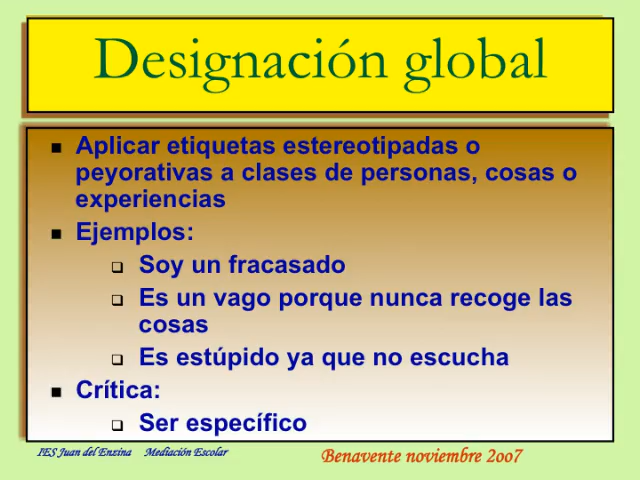 Designación global
Aplicar etiquetas estereotipadas o
peyorativas a clases de personas, cosas o
experiencias
Ejemplos:
Soy un fracasado
Es un vago porque nunca recoge las
cosas
Es estúpido ya que no escucha
Crítica:
Ser específico
IES Juan del Enzina Mediación Escolar
Benavente noviembre 2oo7